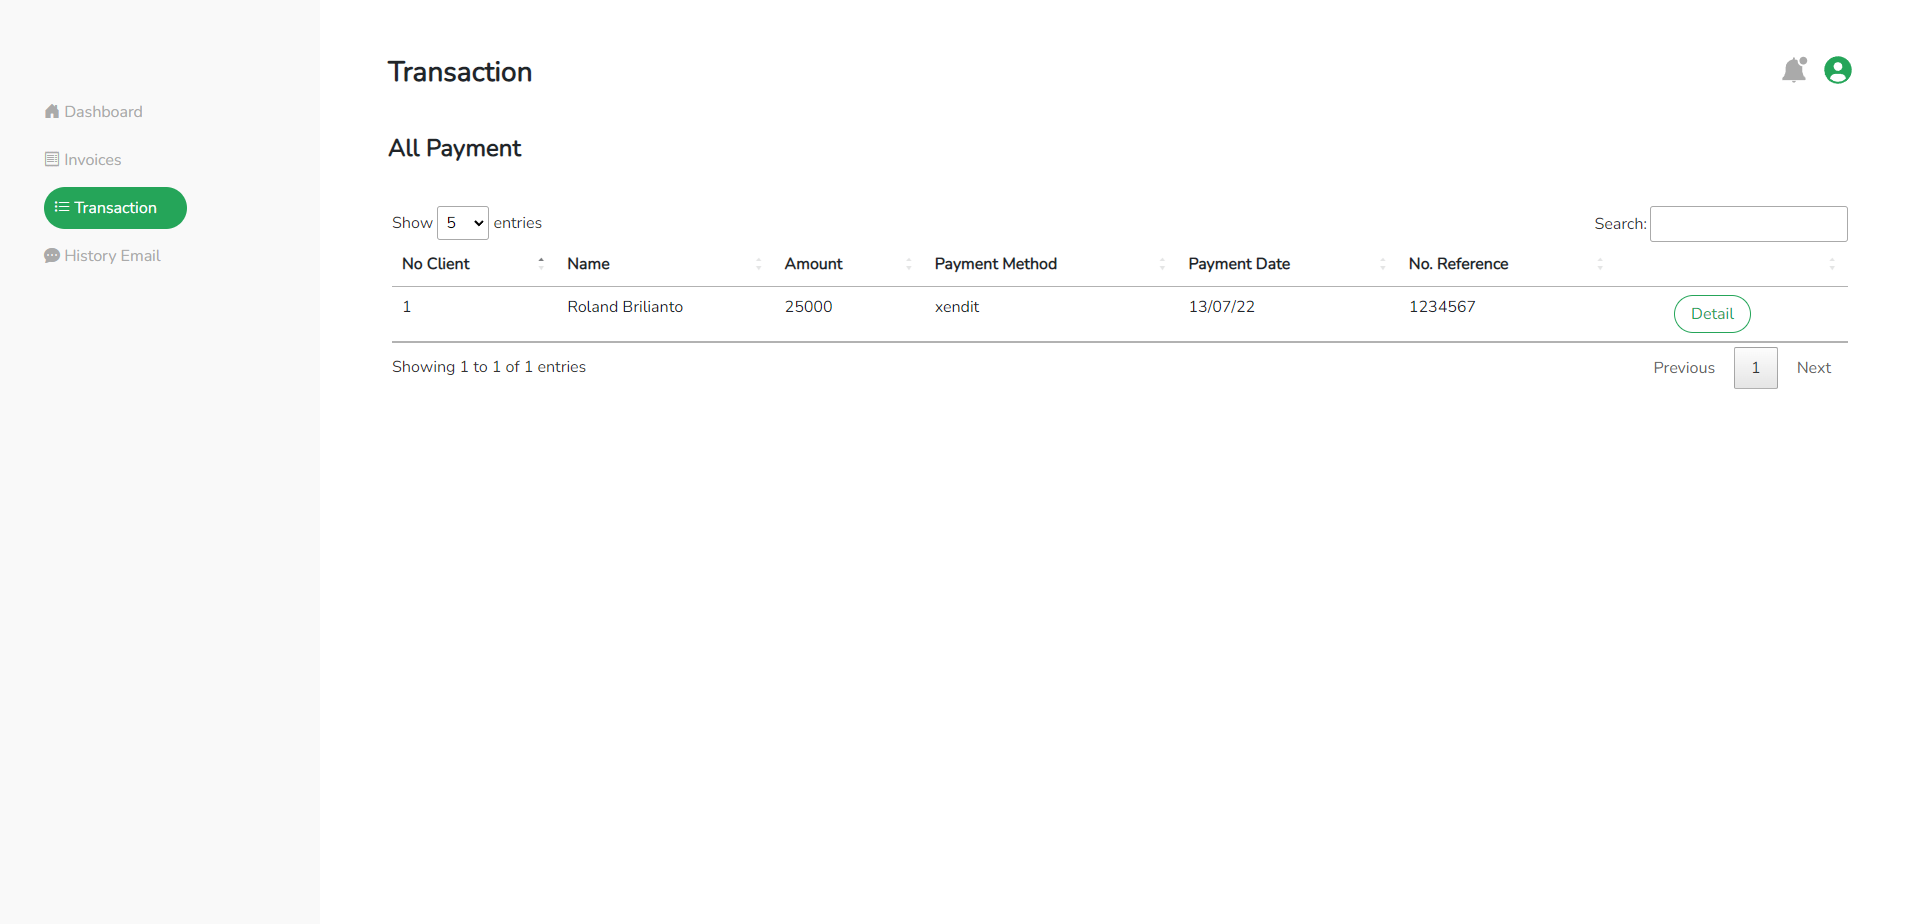 Transaction
Dashboard
Invoices
Transaction
History Email
All Payment
Show 5 entries Search:
No Client Name Amount Payment Method Payment Date No. Reference
1 Roland Brilianto 25000 xendit 13/07/22 1234567 Detail
Showing 1 to 1 of 1 entries Previous 1 Next